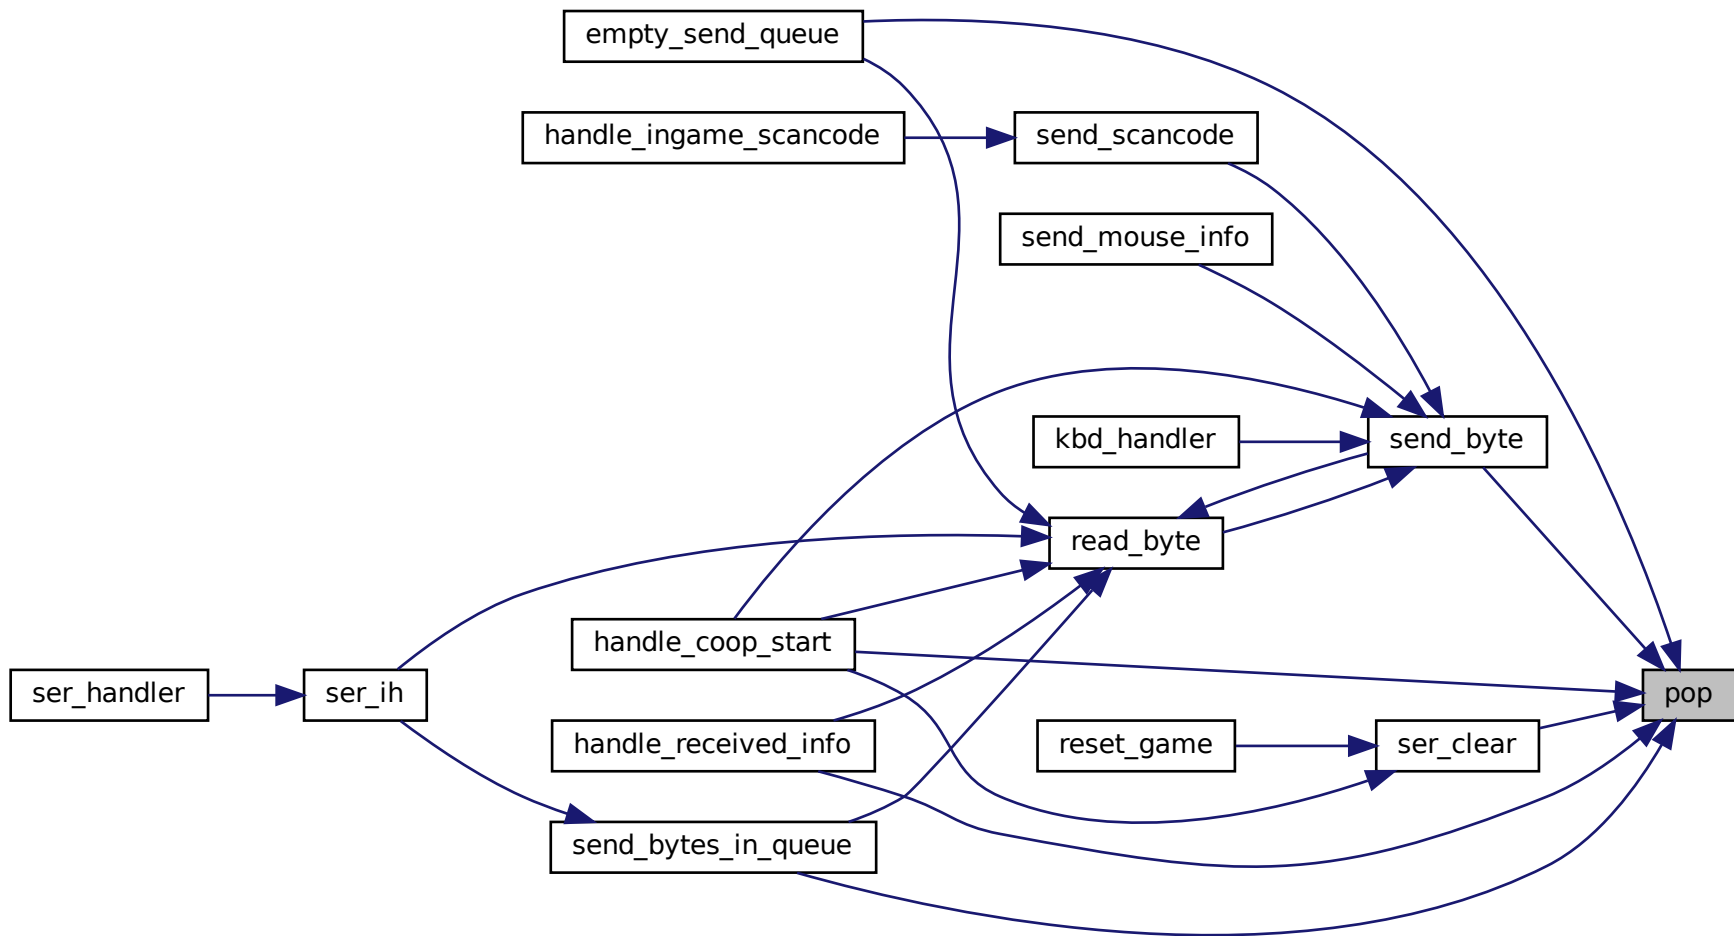 empty_send_queue
handle_ingame_scancode
send_scancode
send_mouse_info
kbd_handler
send_byte
read_byte
handle_coop_start
ser_handler
ser_ih
pop
handle_received_info
reset_game
ser_clear
send_bytes_in_queue